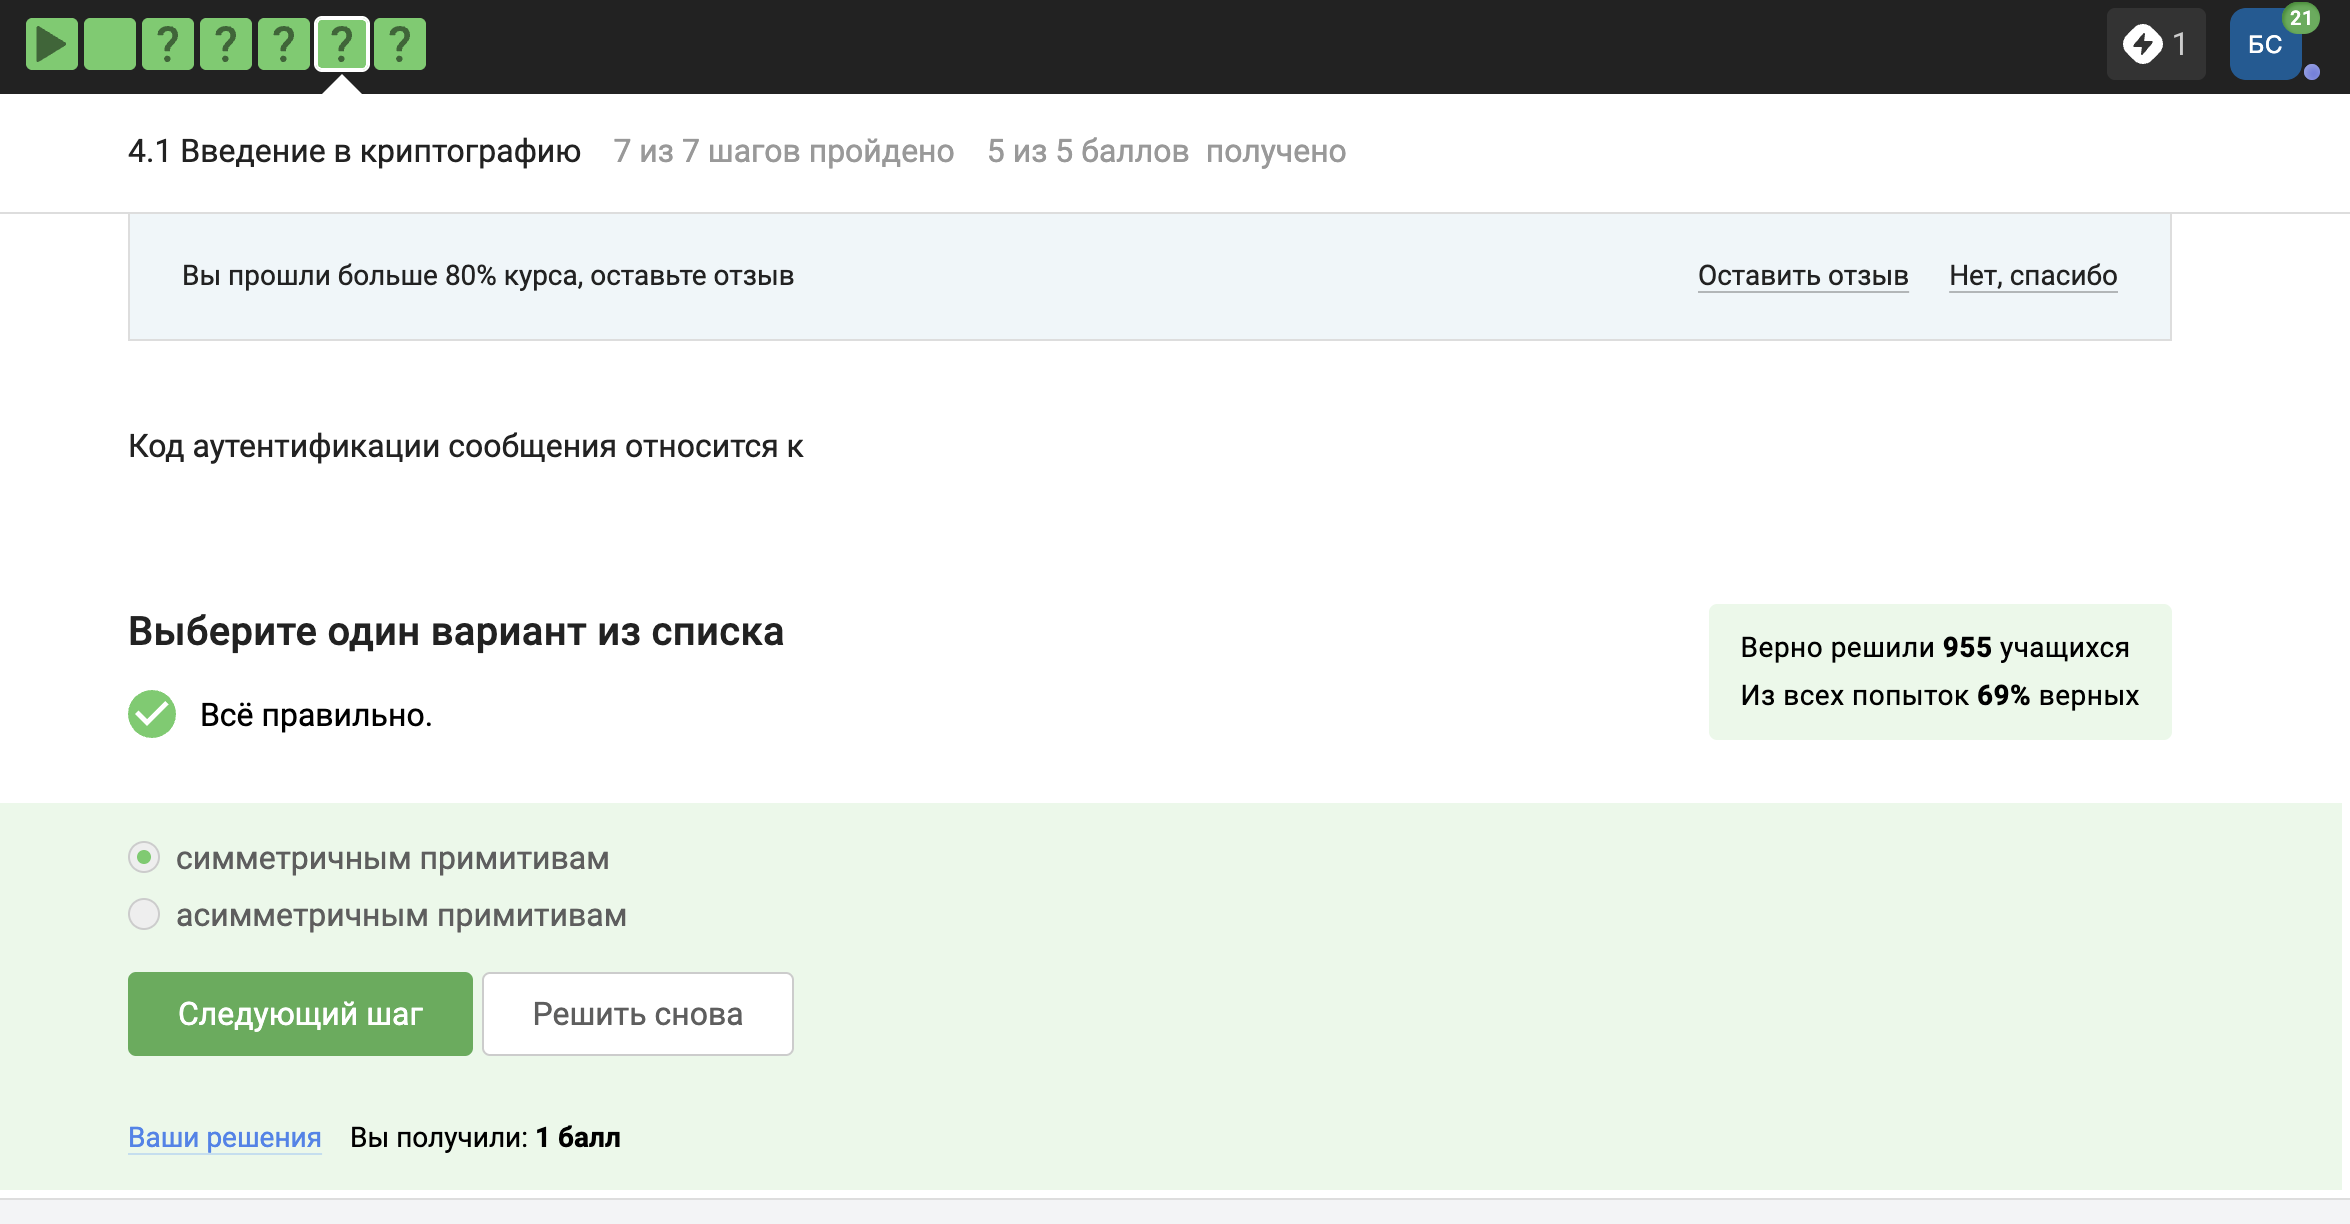 ? ? ? ? ?
1
БС
21
4.1 Введение в криптографию 7 из 7 шагов пройдено 5 из 5 баллов получено
Вы прошли больше 80% курса, оставьте отзыв Оставить отзыв Нет, спасибо
Код аутентификации сообщения относится к
Выберите один вариант из списка
Всё правильно.
Верно решили 955 учащихся
Из всех попыток 69% верных
симметричным примитивам
асимметричным примитивам
Следующий шаг Решить снова
Ваши решения Вы получили: 1 балл